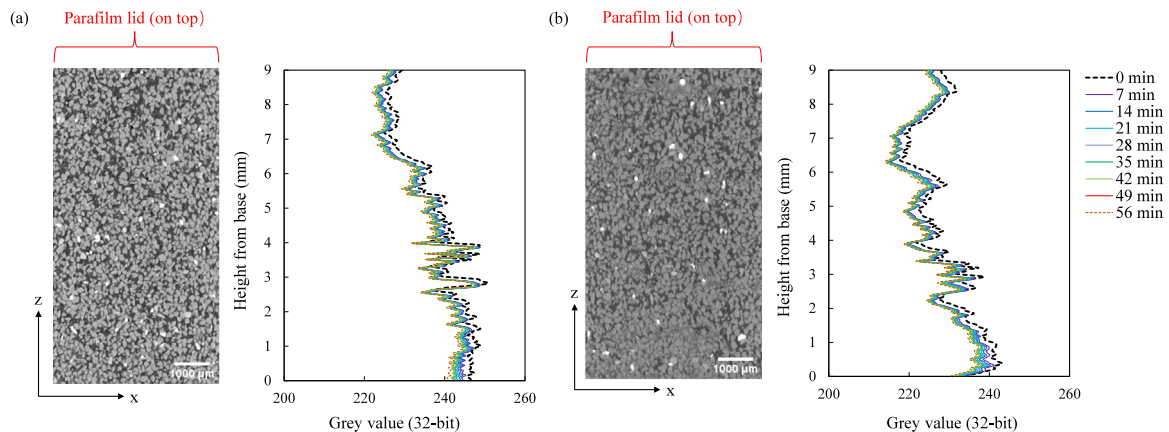 (a)
Parafilm lid (on top)
z
x
1000 μm
9
8
7
6
5
4
3
2
1
0
Height from base (mm)
200
220
240
260
Grey value (32-bit)
(b)
Parafilm lid (on top)
z
x
1000 μm
9
8
7
6
5
4
3
2
1
0
Height from base (mm)
200
220
240
260
Grey value (32-bit)
0 min
7 min
14 min
21 min
28 min
35 min
42 min
49 min
56 min